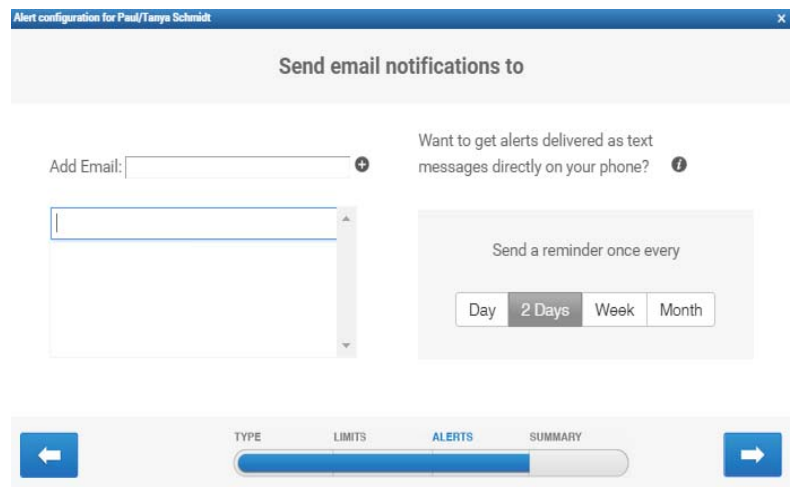 Alert configuration for Paul/Tanya Schmidt x
Send email notifications to
Add Email:
Want to get alerts delivered as text
messages directly on your phone?
Send a reminder once every
Day 2 Days Week Month
TYPE LIMITS ALERTS SUMMARY